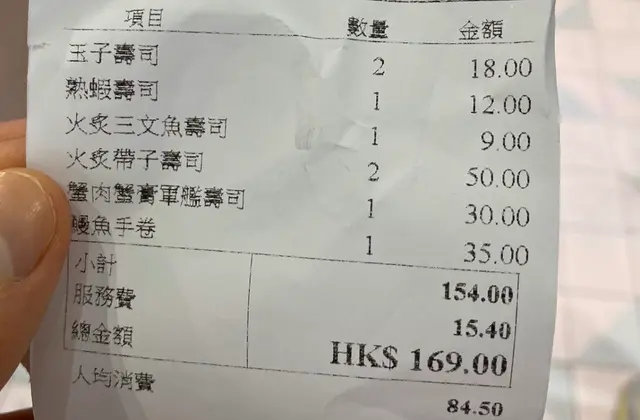 項目 數量 金額
玉子壽司 2 18.00
熱蝦壽司 1 12.00
火炙三文魚壽司 1 9.00
火炙帶子壽司 2 50.00
蟹肉蟹膏軍艦壽司 1 30.00
鰻魚手卷 1 35.00
小計 154.00
服務費 15.40
總金額 HK$ 169.00
人均消費 84.50